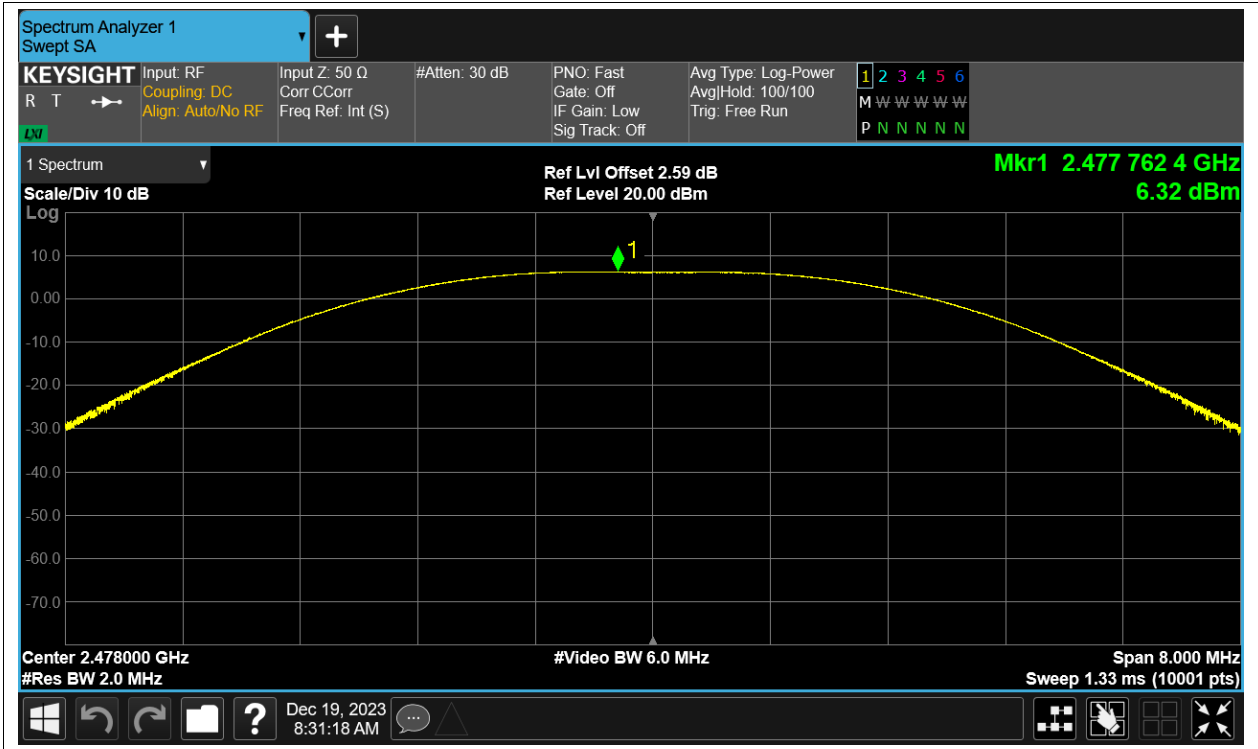 Spectrum Analyzer 1
Swept SA
+
KEYSIGHT
R T
LXI
Input: RF
Coupling: DC
Align: Auto/No RF
Input Z: 50 Ω
Corr CCorr
Freq Ref: Int (S)
#Atten: 30 dB
PNO: Fast
Gate: Off
IF Gain: Low
Sig Track: Off
Avg Type: Log-Power
Avg|Hold: 100/100
Trig: Free Run
1 2 3 4 5 6
M W W W W W W
P N N N N N N
1 Spectrum
Scale/Div 10 dB
Log
Ref Lvl Offset 2.59 dB
Ref Level 20.00 dBm
Mkr1 2.477 762 4 GHz
6.32 dBm
1
10.0
0.00
-10.0
-20.0
-30.0
-40.0
-50.0
-60.0
-70.0
Center 2.478000 GHz
#Video BW 6.0 MHz
Span 8.000 MHz
#Res BW 2.0 MHz
Sweep 1.33 ms (10001 pts)
?
Dec 19, 2023
8:31:18 AM